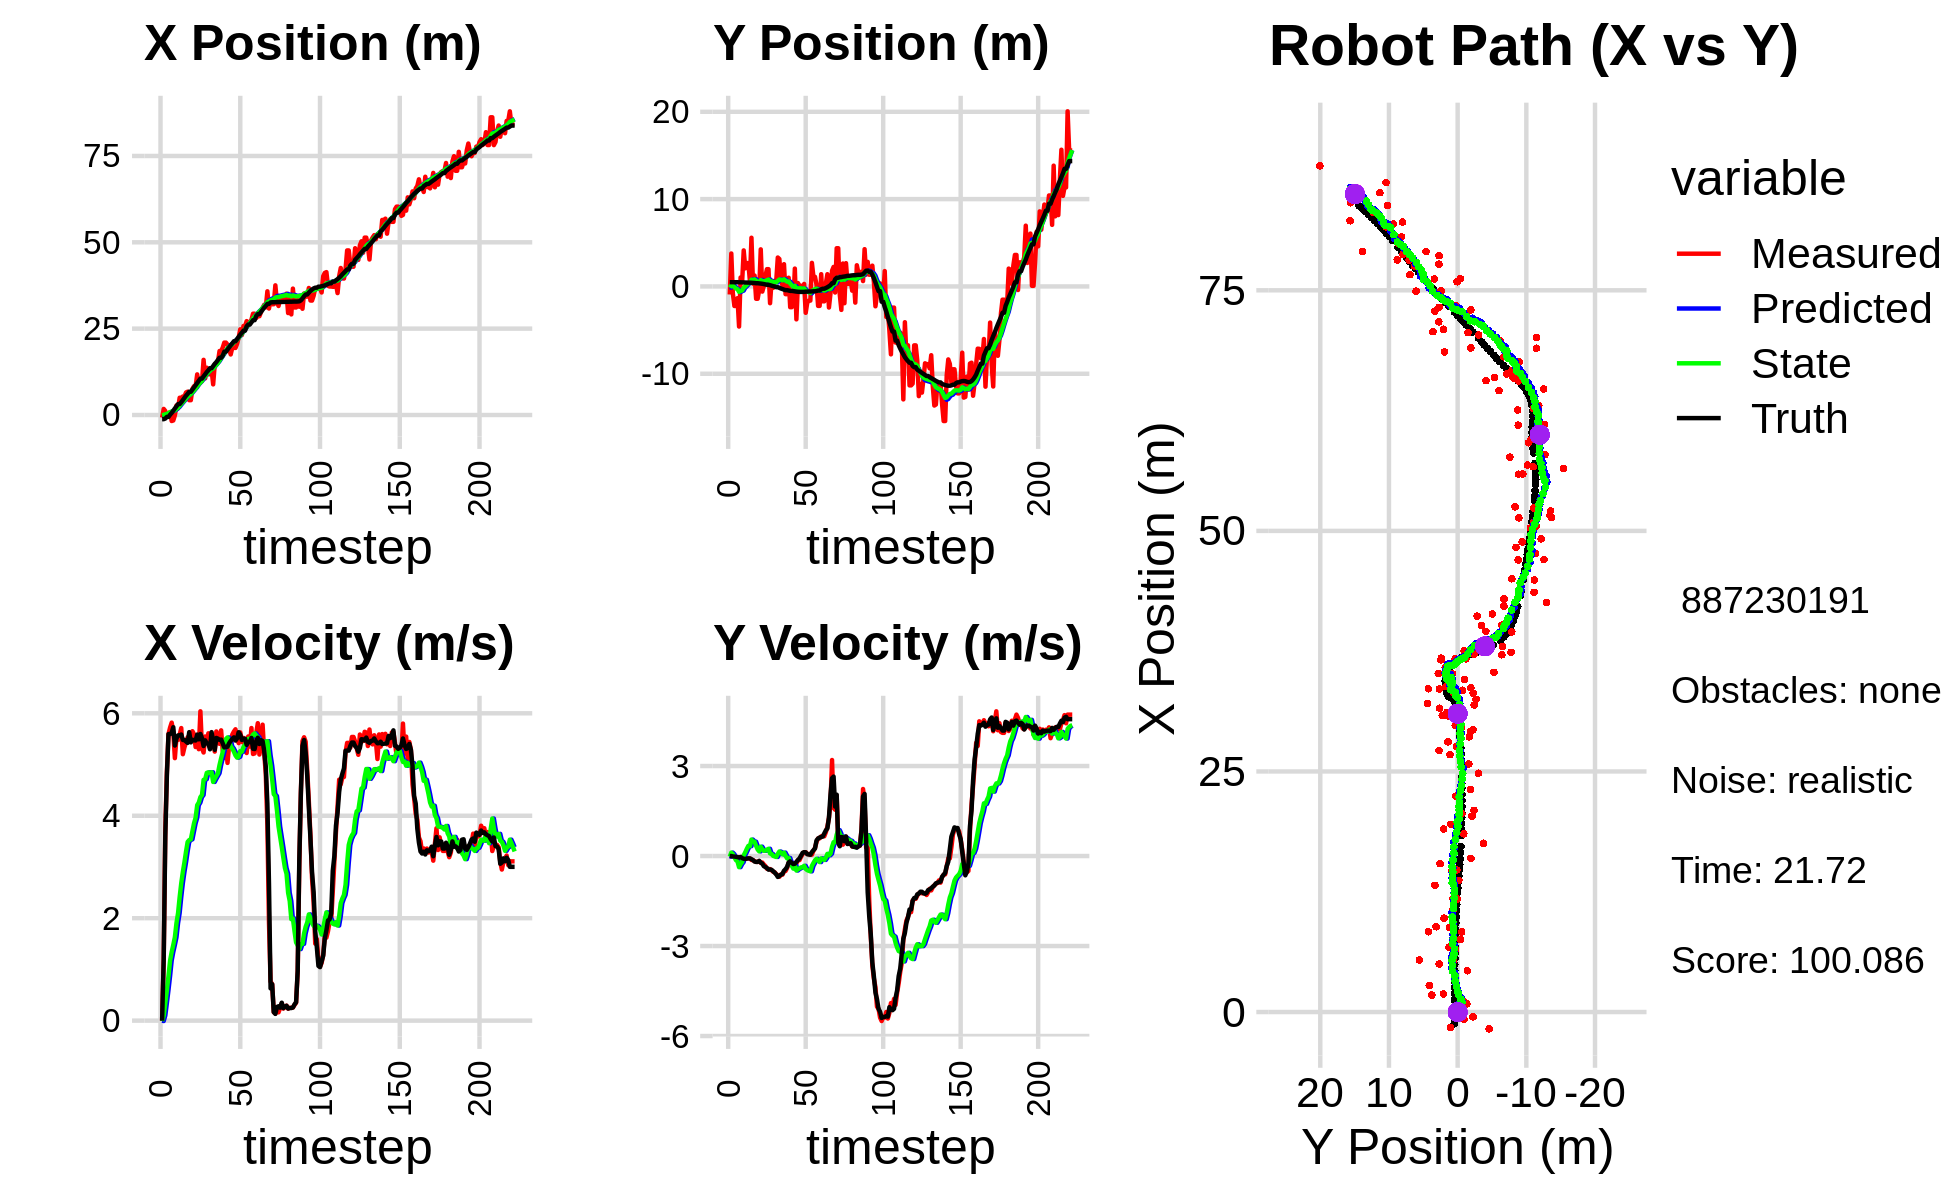 X Position (m)
75
50
25
0
0 50 100 150 200
timestep
Y Position (m)
20
10
0
-10
0 50 100 150 200
timestep
X Velocity (m/s)
6
4
2
0
0 50 100 150 200
timestep
Y Velocity (m/s)
3
0
-3
-6
0 50 100 150 200
timestep
Robot Path (X vs Y)
X Position (m)
75
50
25
0
20 10 0 -10 -20
Y Position (m)
variable
Measured
Predicted
State
Truth
887230191
Obstacles: none
Noise: realistic
Time: 21.72
Score: 100.086